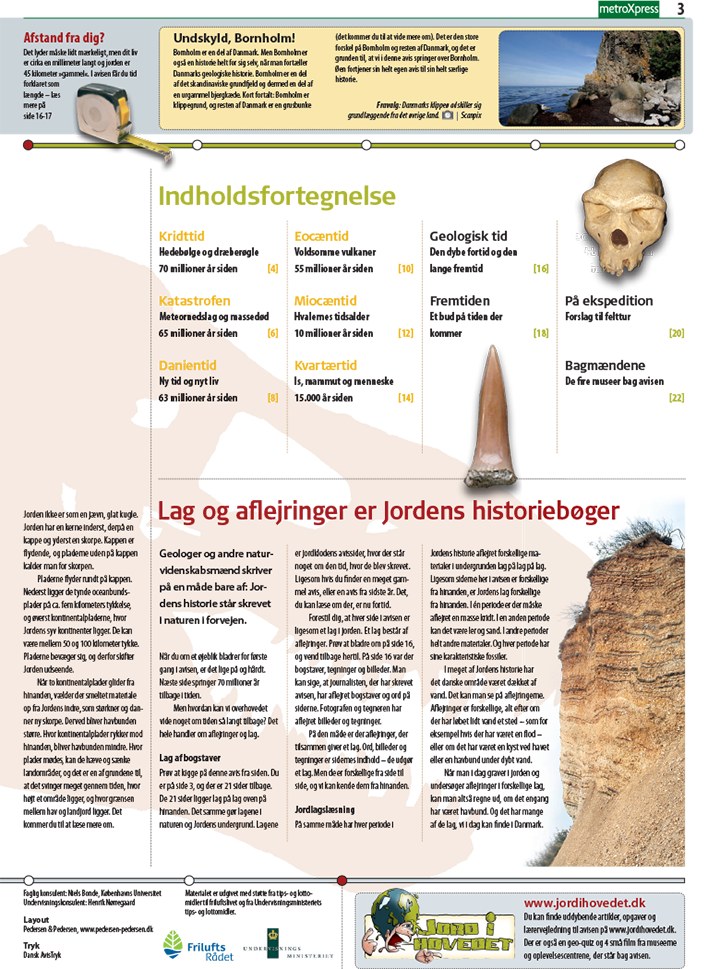 metroXpress 3
Afstand fra dig?
Det lyder måske lidt mærkeligt, men dit liv
er cirka en millimeter langt og jorden er
45 kilometer »gammel«. I avisen får du tid
forklaret som
længde – læs
mere på
side 16-17
Undskyld, Bornholm!
Bornholm er en del af Danmark. Men Bornholm er
også en historie helt for sig selv, når man fortæller
Danmarks geologiske historie. Bornholm er en del
af det skandinaviske grundfjeld og dermed en del af
en urgammel bjergkæde. Kort fortalt: Bornholm er
klippegrund, og resten af Danmark er grusbunke
(det kommer du til at vide mere om). Det er den store
forskel på Bornholm og resten af Danmark, og det er
grunden til, at vi i denne avis springer over Bornholm.
Øen fortjener sin helt egen avis til sin helt særlige
historie.
Fravalg: Danmarks klippeø adskiller sig
grundlæggende fra det øvrige land. | Scanpix
Indholdsfortegnelse
Kridttid
Hedebølge og dræberøgle
70 millioner år siden [4]
Katastrofen
Meteornedslag og massedød
65 millioner år siden [6]
Danientid
Ny tid og nyt liv
63 millioner år siden [8]
Eocæntid
Voldsomme vulkaner
55 millioner år siden [10]
Miocæntid
Hvalernes tidsalder
10 millioner år siden [12]
Kvartærtid
Is, mammut og menneske
15.000 år siden [14]
Geologisk tid
Den dybe fortid og den
lange fremtid [16]
Fremtiden
Et bud på tiden der
kommer [18]
På ekspedition
Forslag til felttur
[20]
Bagmændene
De fire museer bag avisen
[22]
Jorden ikke er som en jævn, glat kugle.
Jorden har en kerne inderst, derpå en
kappe og yderst en skorpe. Kappen er
flydende, og pladerne uden på kappen
kalder man for skorpen.
Pladerne flyder rundt på kappen.
Nederst ligger de tynde oceanbunds-
plader på ca. fem kilometers tykkelse,
og øverst kontinentpladerne, hvor
Jordens syv kontinenter ligger. De kan
være mellem 50 og 100 kilometer tykke.
Pladerne bevæger sig, og derfor skifter
Jorden udseende.
Når to kontinentalplader glider fra
hinanden, vælder der smeltet materiale
op fra Jordens indre, som størkner og dan-
ner ny skorpe. Derved bliver havbunden
større. Hvor kontinentalplader rykker mod
hinanden, bliver havbunden mindre. Hvor
plader mødes, kan de hæve og sænke
landområder, og det er en af grundene til,
at det svinger meget gennem tiden, hvor
højt et område ligger, og hvor grænsen
mellem hav og landjord ligger. Det
kommer du til at læse mere om.
Lag og aflejringer er Jordens historiebøger
Geologer og andre natur-
videnskabsmænd skriver
på en måde bare af: Jor-
dens historie står skrevet
i naturen i forvejen.
Når du om et øjeblik bladrer for første
gang i avisen, er det lige på og hårdt.
Næste side springer 70 millioner år
tilbage i tiden.
Men hvordan kan vi overhovedet
vide noget om tiden så langt tilbage? Det
hele handler om aflejringer og lag.
Lag af bogstaver
Prøv at kigge på denne avis fra siden. Du
er på side 3, og der er 21 sider tilbage.
De 21 sider ligger lag på lag oven på
hinanden. Det samme gør lagene i
naturen og Jordens undergrund. Lagene
er jordklodens avissider, hvor der står
noget om den tid, hvor de blev skrevet.
Ligesom hvis du finder en meget gam-
mel avis, eller en avis fra sidste år. Det,
du kan læse om der, er nu fortid.
Forestil dig, at hver side i avisen er
ligesom et lag i jorden. Et lag består af
aflejringer. Prøv at bladre om på side 16,
og vend tilbage hertil. På side 16 var der
bogstaver, tegninger og billeder. Man
kan sige, at journalisten, der har skrevet
avisen, har aflejret bogstaver og ord på
siderne. Fotografen og tegneren har
aflejret billeder og tegninger.
På den måde er der aflejringer, der
tilsammen giver et lag. Ord, billeder og
tegninger er sidernes indhold – de udgør
et lag. Men de er forskellige fra side til
side, og vi kan kende dem fra hinanden.
Jordlagslæsning
På samme måde har hver periode i
Jordens historie aflejret forskellige ma-
terialer i undergrunden lag på lag på lag.
Ligesom siderne her i avisen er forskellige
fra hinanden, er Jordens lag forskellige
fra hinanden. I én periode er der måske
aflejret en masse kridt. I en anden periode
kan det være ler og sand. I andre perioder
helt andre materialer. Og hver periode har
sine karakteristiske fossiler.
I meget af Jordens historie har
det danske område været dækket af
vand. Det kan man se på aflejringerne.
Aflejringer er forskellige, alt efter om
der har løbet lidt vand et sted – som for
eksempel hvis der har været en flod –
eller om det har været en kyst ved havet
eller en havbund under dybt vand.
Når man i dag graver i jorden og
undersøger aflejringer i forskellige lag,
kan man altså regne ud, om det engang
har været havbund. Og det har mange
af de lag, vi i dag kan finde i Danmark.
Faglig konsulent: Niels Bonde, Københavns Universitet
Undervisningskonsulent: Henrik Nørregaard
Layout
Pedersen & Pedersen, www.pedersen-pedersen.dk
Tryk
Dansk AvisTryk
Materialet er udgivet med støtte fra tips- og lotto-
midler til friluftslivet og fra Undervisningsministeriets
tips- og lottomidler.
Frilufts
Rådet
UNDERVISNINGS
MINISTERIET
JORD I
HOVEDET
www.jordihovedet.dk
Du kan finde uddybende artikler, opgaver og
lærervejledning til avisen på www.jordihovedet.dk.
Der er også en geo-quiz og 4 små film fra museerne
og oplevelsescentrene, der står bag avisen.